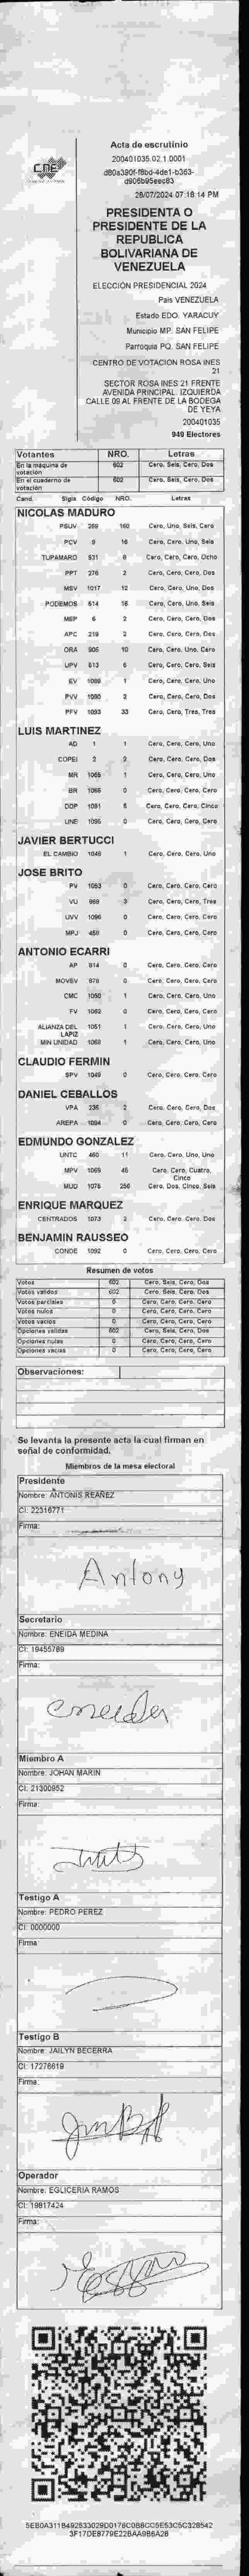 CNE
Acta de escrutinio
200401035.02.1.0001
d80a390f-f8bd-4de1-b363-
d906b95eec83
28/07/2024 07:18:14 PM
PRESIDENTA O
PRESIDENTE DE LA
REPUBLICA
BOLIVARIANA DE
VENEZUELA
ELECCIÓN PRESIDENCIAL 2024
País VENEZUELA
Estado EDO. YARACUY
Municipio MP. SAN FELIPE
Parroquia PQ. SAN FELIPE
CENTRO DE VOTACION ROSA INES
21
SECTOR ROSA INES 21 FRENTE
AVENIDA PRINCIPAL. IZQUIERDA
CALLE 09 AL FRENTE DE LA BODEGA
DE YEYA
200401035
949 Electores
Votantes NRO. Letras
En la máquina de votación 602 Cero, Seis, Cero, Dos
En el cuaderno de votación 602 Cero, Seis, Cero, Dos
Cand. Sigla Código NRO. Letras
NICOLAS MADURO
PSUV 269 160 Cero, Uno, Seis, Cero
PCV 9 16 Cero, Cero, Uno, Seis
TUPAMARO 831 8 Cero, Cero, Cero, Ocho
PPT 276 2 Cero, Cero, Cero, Dos
MSV 1017 12 Cero, Cero, Uno, Dos
PODEMOS 514 16 Cero, Cero, Uno, Seis
MEP 6 2 Cero, Cero, Cero, Dos
APC 219 2 Cero, Cero, Cero, Dos
ORA 905 10 Cero, Cero, Uno, Cero
UPV 613 6 Cero, Cero, Cero, Seis
EV 1089 1 Cero, Cero, Cero, Uno
PVV 1090 2 Cero, Cero, Cero, Dos
PFV 1093 33 Cero, Cero, Tres, Tres
LUIS MARTINEZ
AD 1 1 Cero, Cero, Cero, Uno
COPEI 2 2 Cero, Cero, Cero, Dos
MR 1065 1 Cero, Cero, Cero, Uno
BR 1066 0 Cero, Cero, Cero, Cero
DDP 1091 5 Cero, Cero, Cero, Cinco
UNE 1095 0 Cero, Cero, Cero, Cero
JAVIER BERTUCCI
EL CAMBIO 1048 1 Cero, Cero, Cero, Uno
JOSE BRITO
PV 1053 0 Cero, Cero, Cero, Cero
VU 969 3 Cero, Cero, Cero, Tres
UVV 1096 0 Cero, Cero, Cero, Cero
MPJ 458 0 Cero, Cero, Cero, Cero
ANTONIO ECARRI
AP 814 0 Cero, Cero, Cero, Cero
MOVEV 878 0 Cero, Cero, Cero, Cero
CMC 1050 1 Cero, Cero, Cero, Uno
FV 1062 0 Cero, Cero, Cero, Cero
ALIANZA DEL LAPIZ 1051 1 Cero, Cero, Cero, Uno
MIN UNIDAD 1068 1 Cero, Cero, Cero, Uno
CLAUDIO FERMIN
SPV 1049 0 Cero, Cero, Cero, Cero
DANIEL CEBALLOS
VPA 236 2 Cero, Cero, Cero, Dos
AREPA 1094 0 Cero, Cero, Cero, Cero
EDMUNDO GONZALEZ
UNTC 460 11 Cero, Cero, Uno, Uno
MPV 1069 45 Cero, Cero, Cuatro, Cinco
MUD 1076 256 Cero, Dos, Cinco, Seis
ENRIQUE MARQUEZ
CENTRADOS 1073 2 Cero, Cero, Cero, Dos
BENJAMIN RAUSSEO
CONDE 1092 0 Cero, Cero, Cero, Cero
Resumen de votos
Votos 602 Cero, Seis, Cero, Dos
Votos validos 602 Cero, Seis, Cero, Dos
Votos parciales 0 Cero, Cero, Cero, Cero
Votos nulos 0 Cero, Cero, Cero, Cero
Votos vacios 0 Cero, Cero, Cero, Cero
Opciones validas 602 Cero, Seis, Cero, Dos
Opciones nulas 0 Cero, Cero, Cero, Cero
Opciones vacias 0 Cero, Cero, Cero, Cero
Observaciones:
Se levanta la presente acta la cual firman en
señal de conformidad.
Miembros de la mesa electoral
Presidente
Nombre: ANTONIS REAÑEZ
CI: 22316771
Firma:
Antony
Secretario
Nombre: ENEIDA MEDINA
CI: 19455789
Firma:
Eneida
Miembro A
Nombre: JOHAN MARIN
CI: 21300952
Firma:
Testigo A
Nombre: PEDRO PEREZ
CI: 0000000
Firma:
Testigo B
Nombre: JAILYN BECERRA
CI: 17276619
Firma:
Operador
Nombre: EGLICERIA RAMOS
CI: 19817424
Firma:
5EB0A311B492533029D0176C0B8CC5E53C5C328542
3F17DE8779E22BAA9B6A28